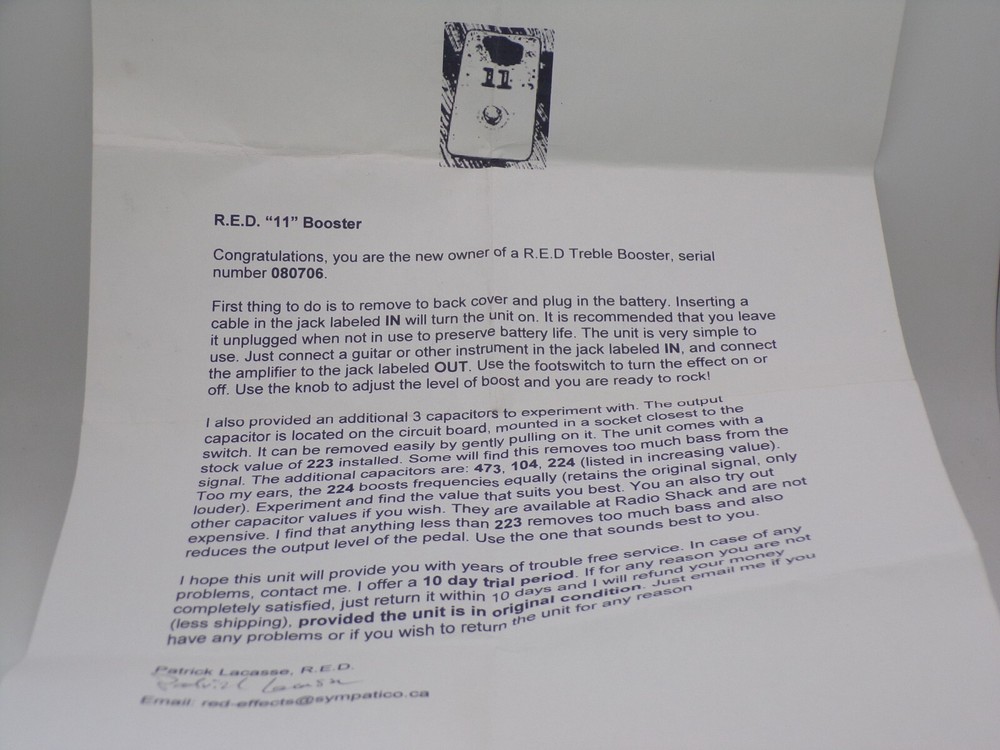 11
R.E.D. “11” Booster
Congratulations, you are the new owner of a R.E.D Treble Booster, serial
number 080706.
First thing to do is to remove to back cover and plug in the battery. Inserting a
cable in the jack labeled IN will turn the unit on. It is recommended that you leave
it unplugged when not in use to preserve battery life. The unit is very simple to
use. Just connect a guitar or other instrument in the jack labeled IN, and connect
the amplifier to the jack labeled OUT. Use the footswitch to turn the effect on or
off. Use the knob to adjust the level of boost and you are ready to rock!
I also provided an additional 3 capacitors to experiment with. The output
capacitor is located on the circuit board, mounted in a socket closest to the
switch. It can be removed easily by gently pulling on it. The unit comes with a
stock value of 223 installed. Some will find this removes too much bass from the
signal. The additional capacitors are: 473, 104, 224 (listed in increasing value).
Too my ears, the 224 boosts frequencies equally (retains the original signal, only
louder). Experiment and find the value that suits you best. You an also try out
other capacitor values if you wish. They are available at Radio Shack and are not
expensive. I find that anything less than 223 removes too much bass and also
reduces the output level of the pedal. Use the one that sounds best to you.
I hope this unit will provide you with years of trouble free service. In case of any
problems, contact me. I offer a 10 day trial period. If for any reason you are not
completely satisfied, just return it within 10 days and I will refund your money
(less shipping), provided the unit is in original condition. Just email me if you
have any problems or if you wish to return the unit for any reason
Patrick Lacasse, R.E.D.
Patrick Lacasse
Email: red-effects@sympatico.ca